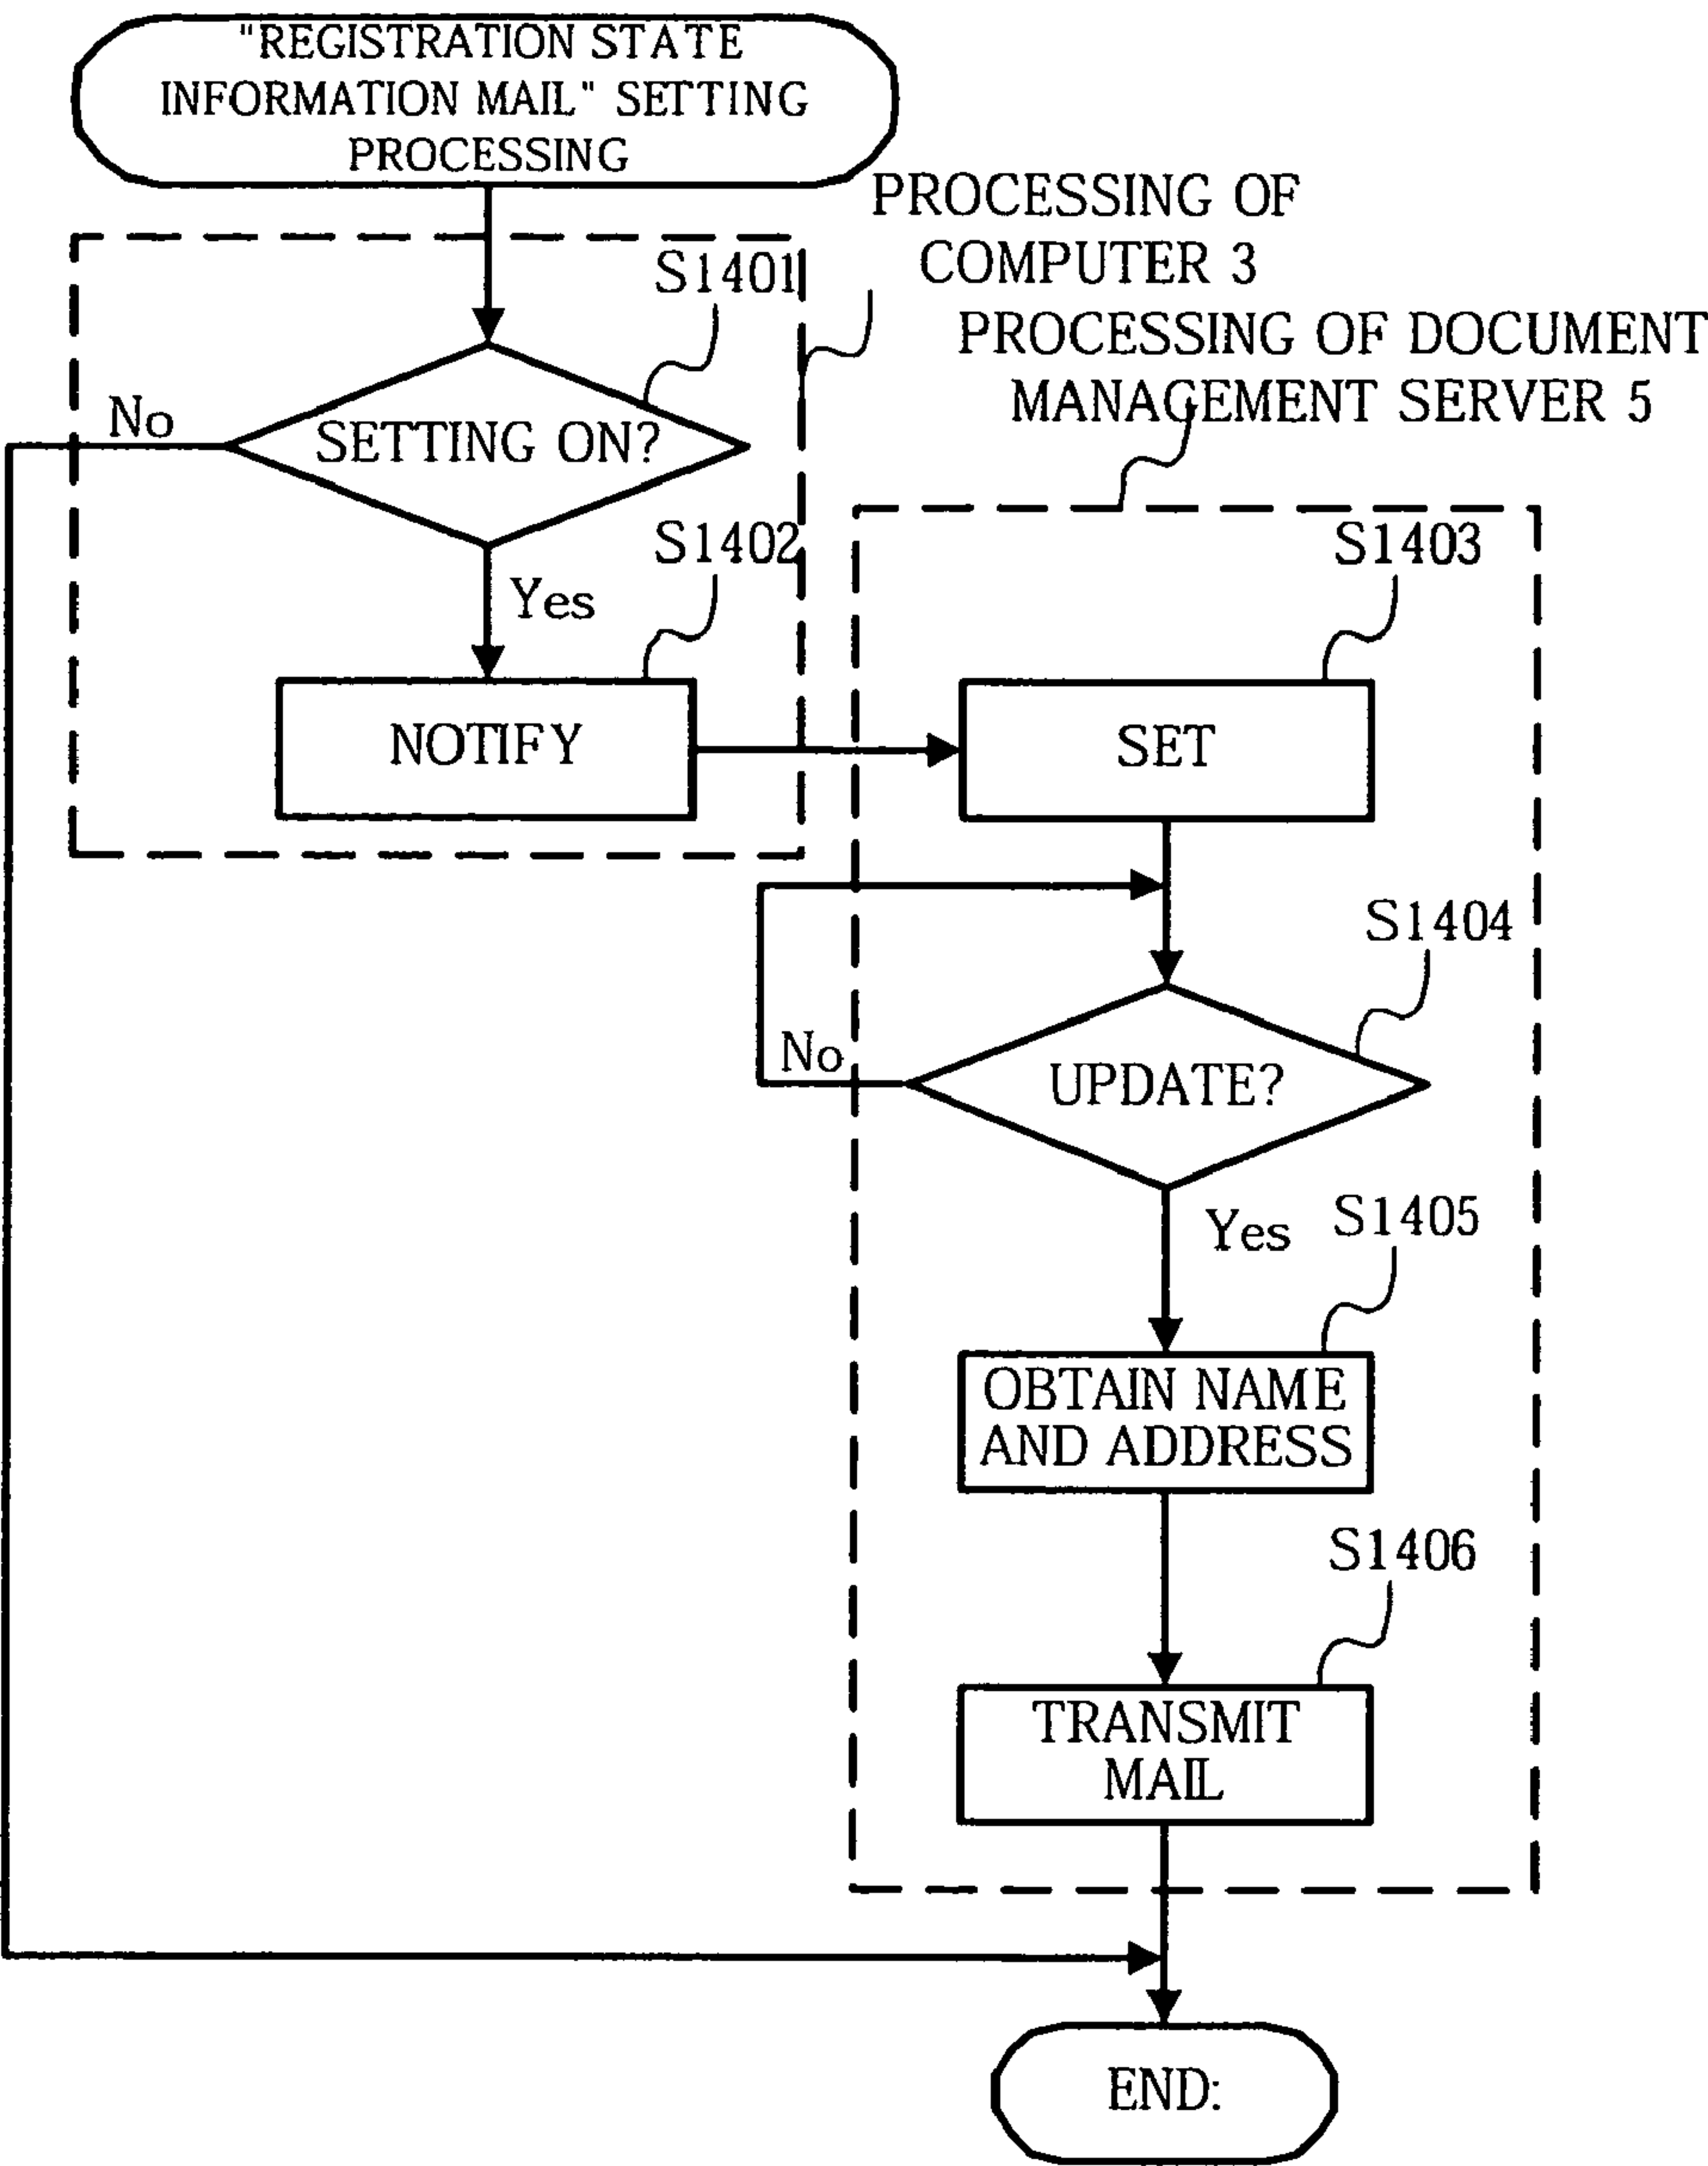 "REGISTRATION STATE
INFORMATION MAIL" SETTING
PROCESSING
PROCESSING OF
COMPUTER 3
PROCESSING OF DOCUMENT
MANAGEMENT SERVER 5
S1401
No
SETTING ON?
S1402
Yes
NOTIFY
S1403
SET
S1404
No
UPDATE?
Yes
S1405
OBTAIN NAME
AND ADDRESS
S1406
TRANSMIT
MAIL
END: